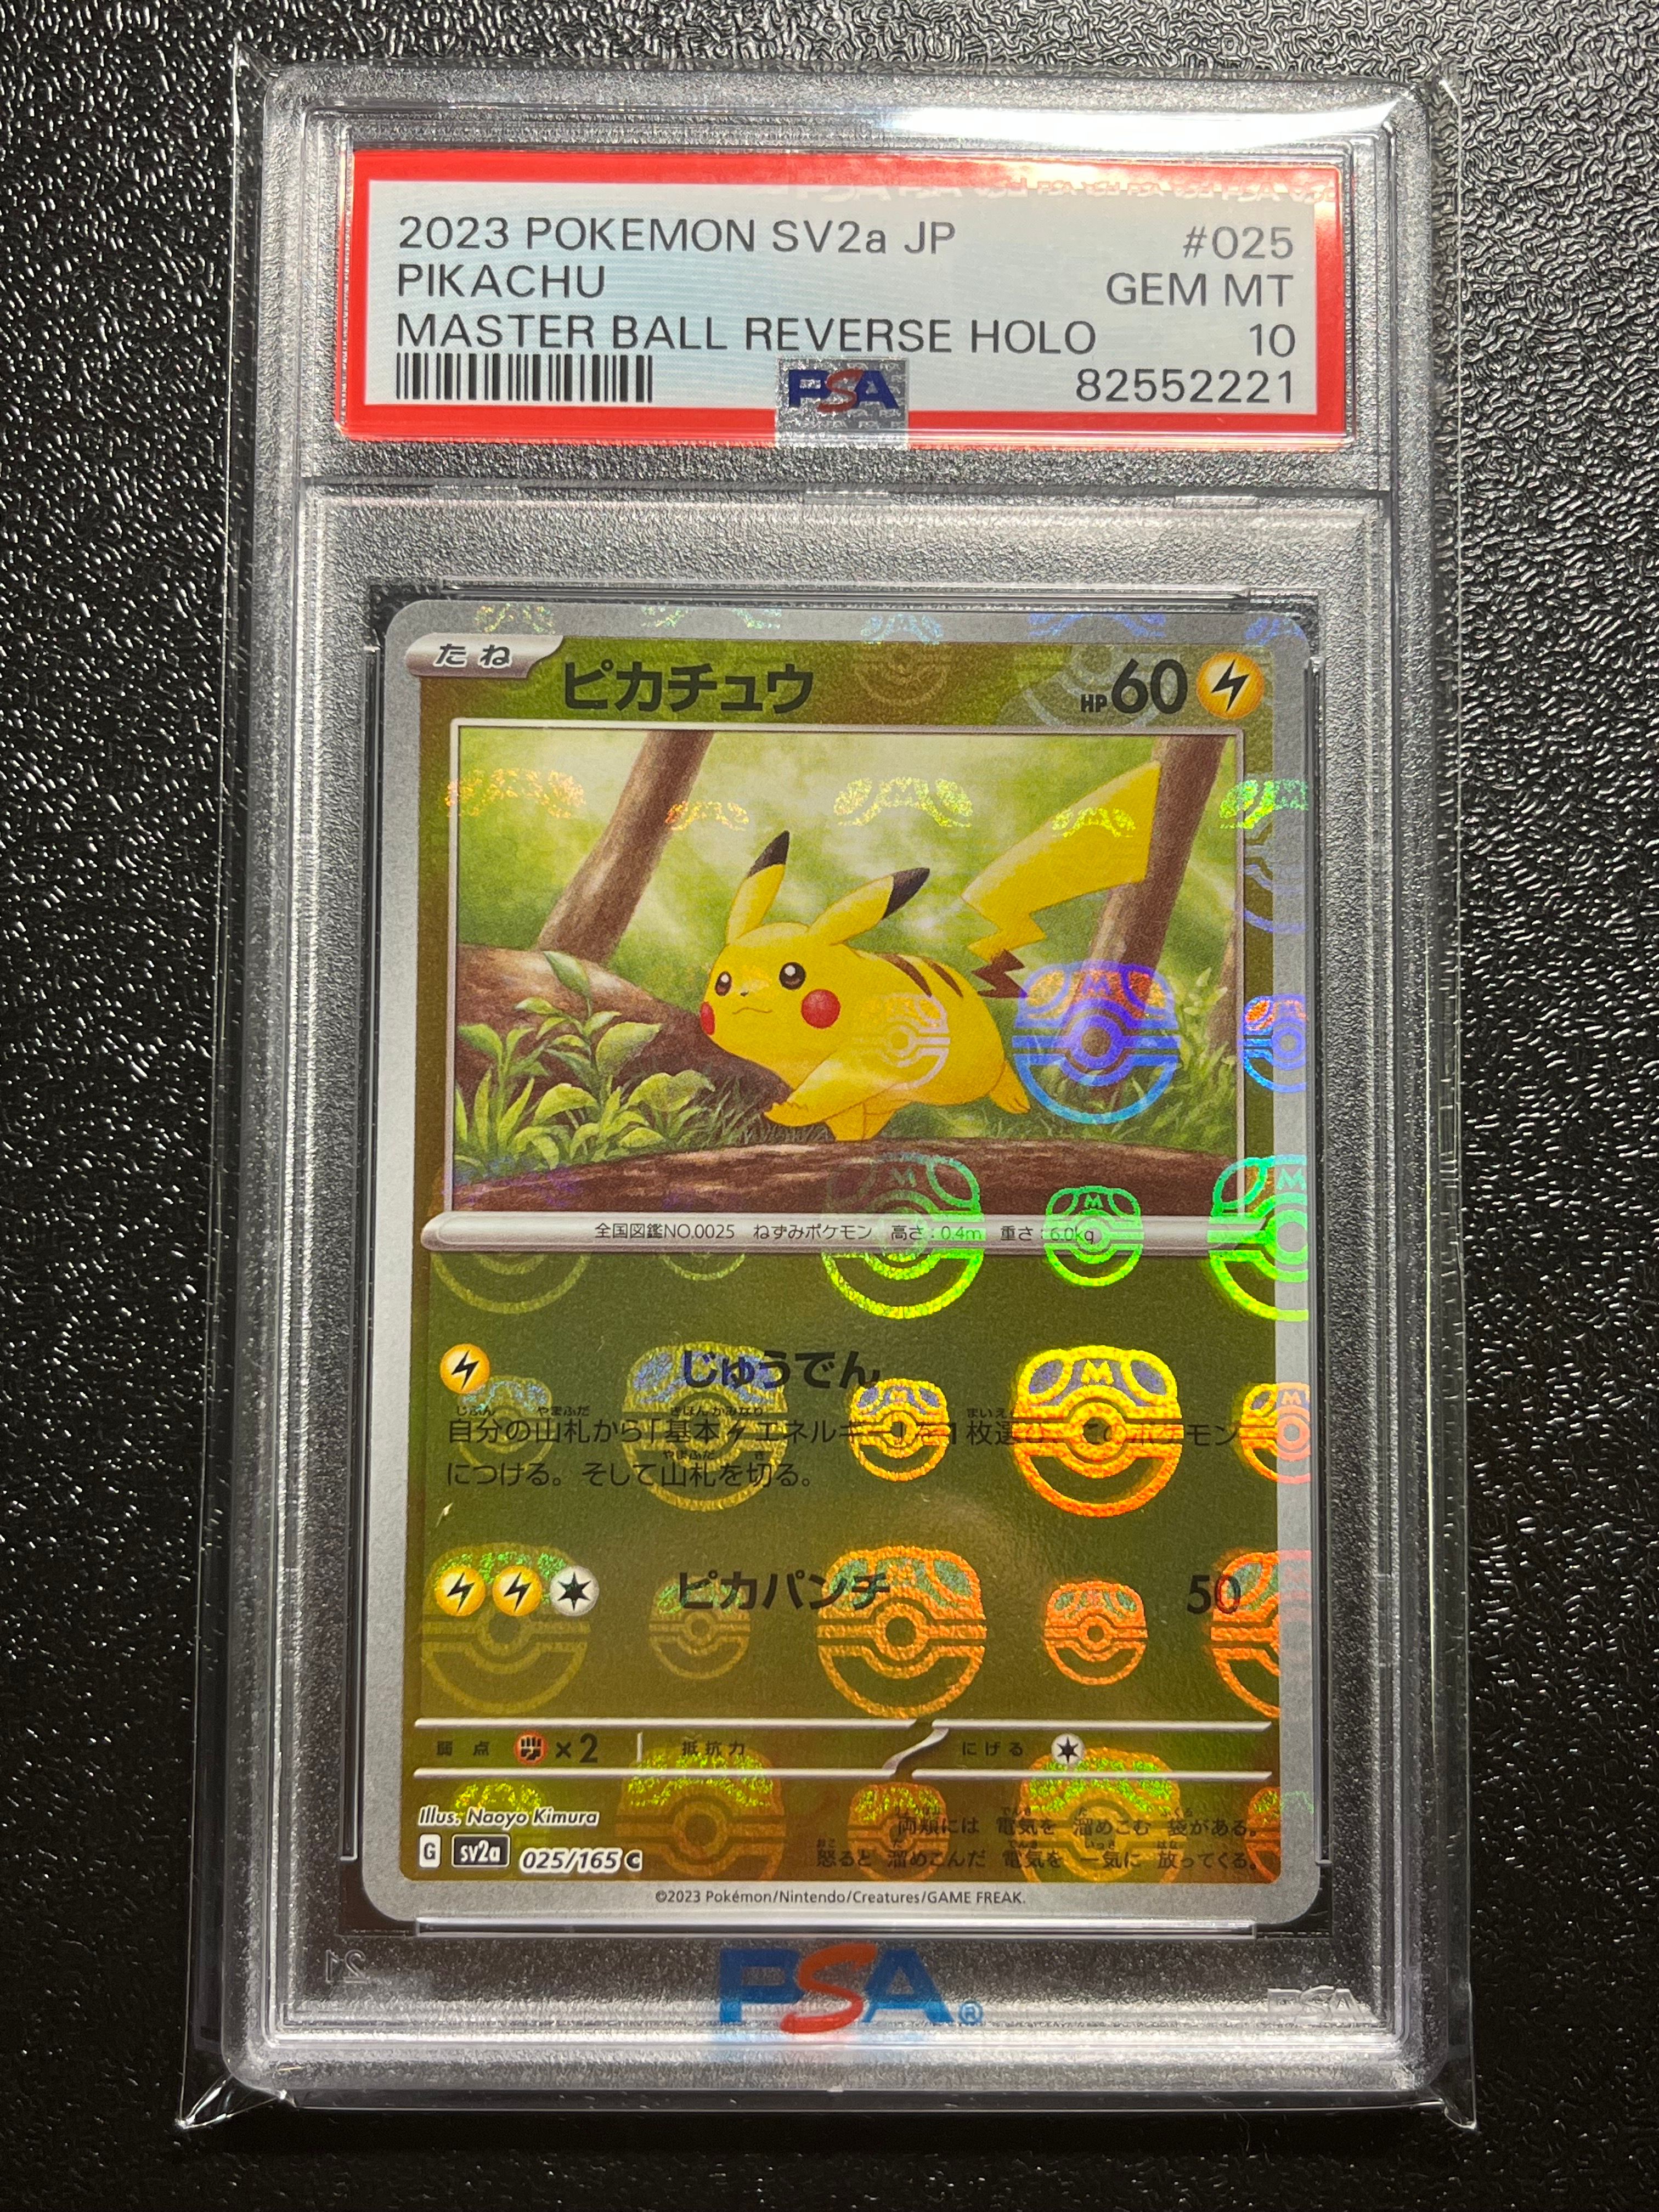 2023 POKEMON SV2a JP #025
PIKACHU GEM MT
MASTER BALL REVERSE HOLO 10
PSA 82552221
たね ピカチュウ HP 60
全国図鑑NO.0025 ねずみポケモン 高さ：0.4m 重さ：6.0kg
じゅうでん
自分の山札から「基本 エネルギー」を1枚選び、このポケモン
につける。そして山札を切る。
ピカパンチ 50
弱点 ×2 抵抗力 にげる
Illus. Naoyo Kimura
両頬には 電気を 溜めこむ 袋がある。
G sv2a 025/165 C
怒ると 溜めこんだ 電気を 一気に 放ってくる。
©2023 Pokémon/Nintendo/Creatures/GAME FREAK.
PSA®